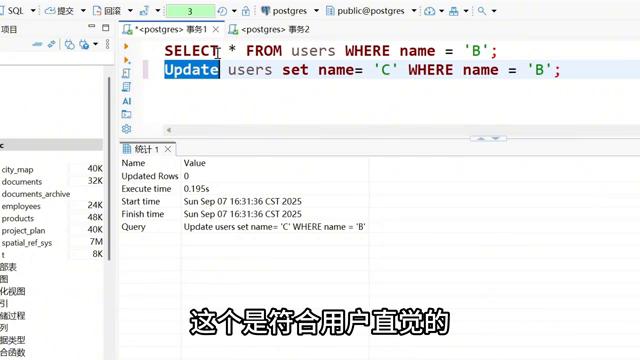 SQL 提交 回滚 3 postgres public@postgres
*<postgres> 事务1 <postgres> 事务2
SELECT * FROM users WHERE name = 'B';
Update users set name= 'C' WHERE name = 'B';
AI
统计 1
Name Value
Updated Rows 0
Execute time 0.195s
Start time Sun Sep 07 16:31:36 CST 2025
Finish time Sun Sep 07 16:31:36 CST 2025
Query Update users set name= 'C' WHERE name = 'B'
city_map 40K
documents 32K
documents_archive
employees 24K
products 48K
project_plan 40K
spatial_ref_sys 7M
t 8K
部表
化视图
引
储过程
列
据类型
合函数
这个是符合用户直觉的